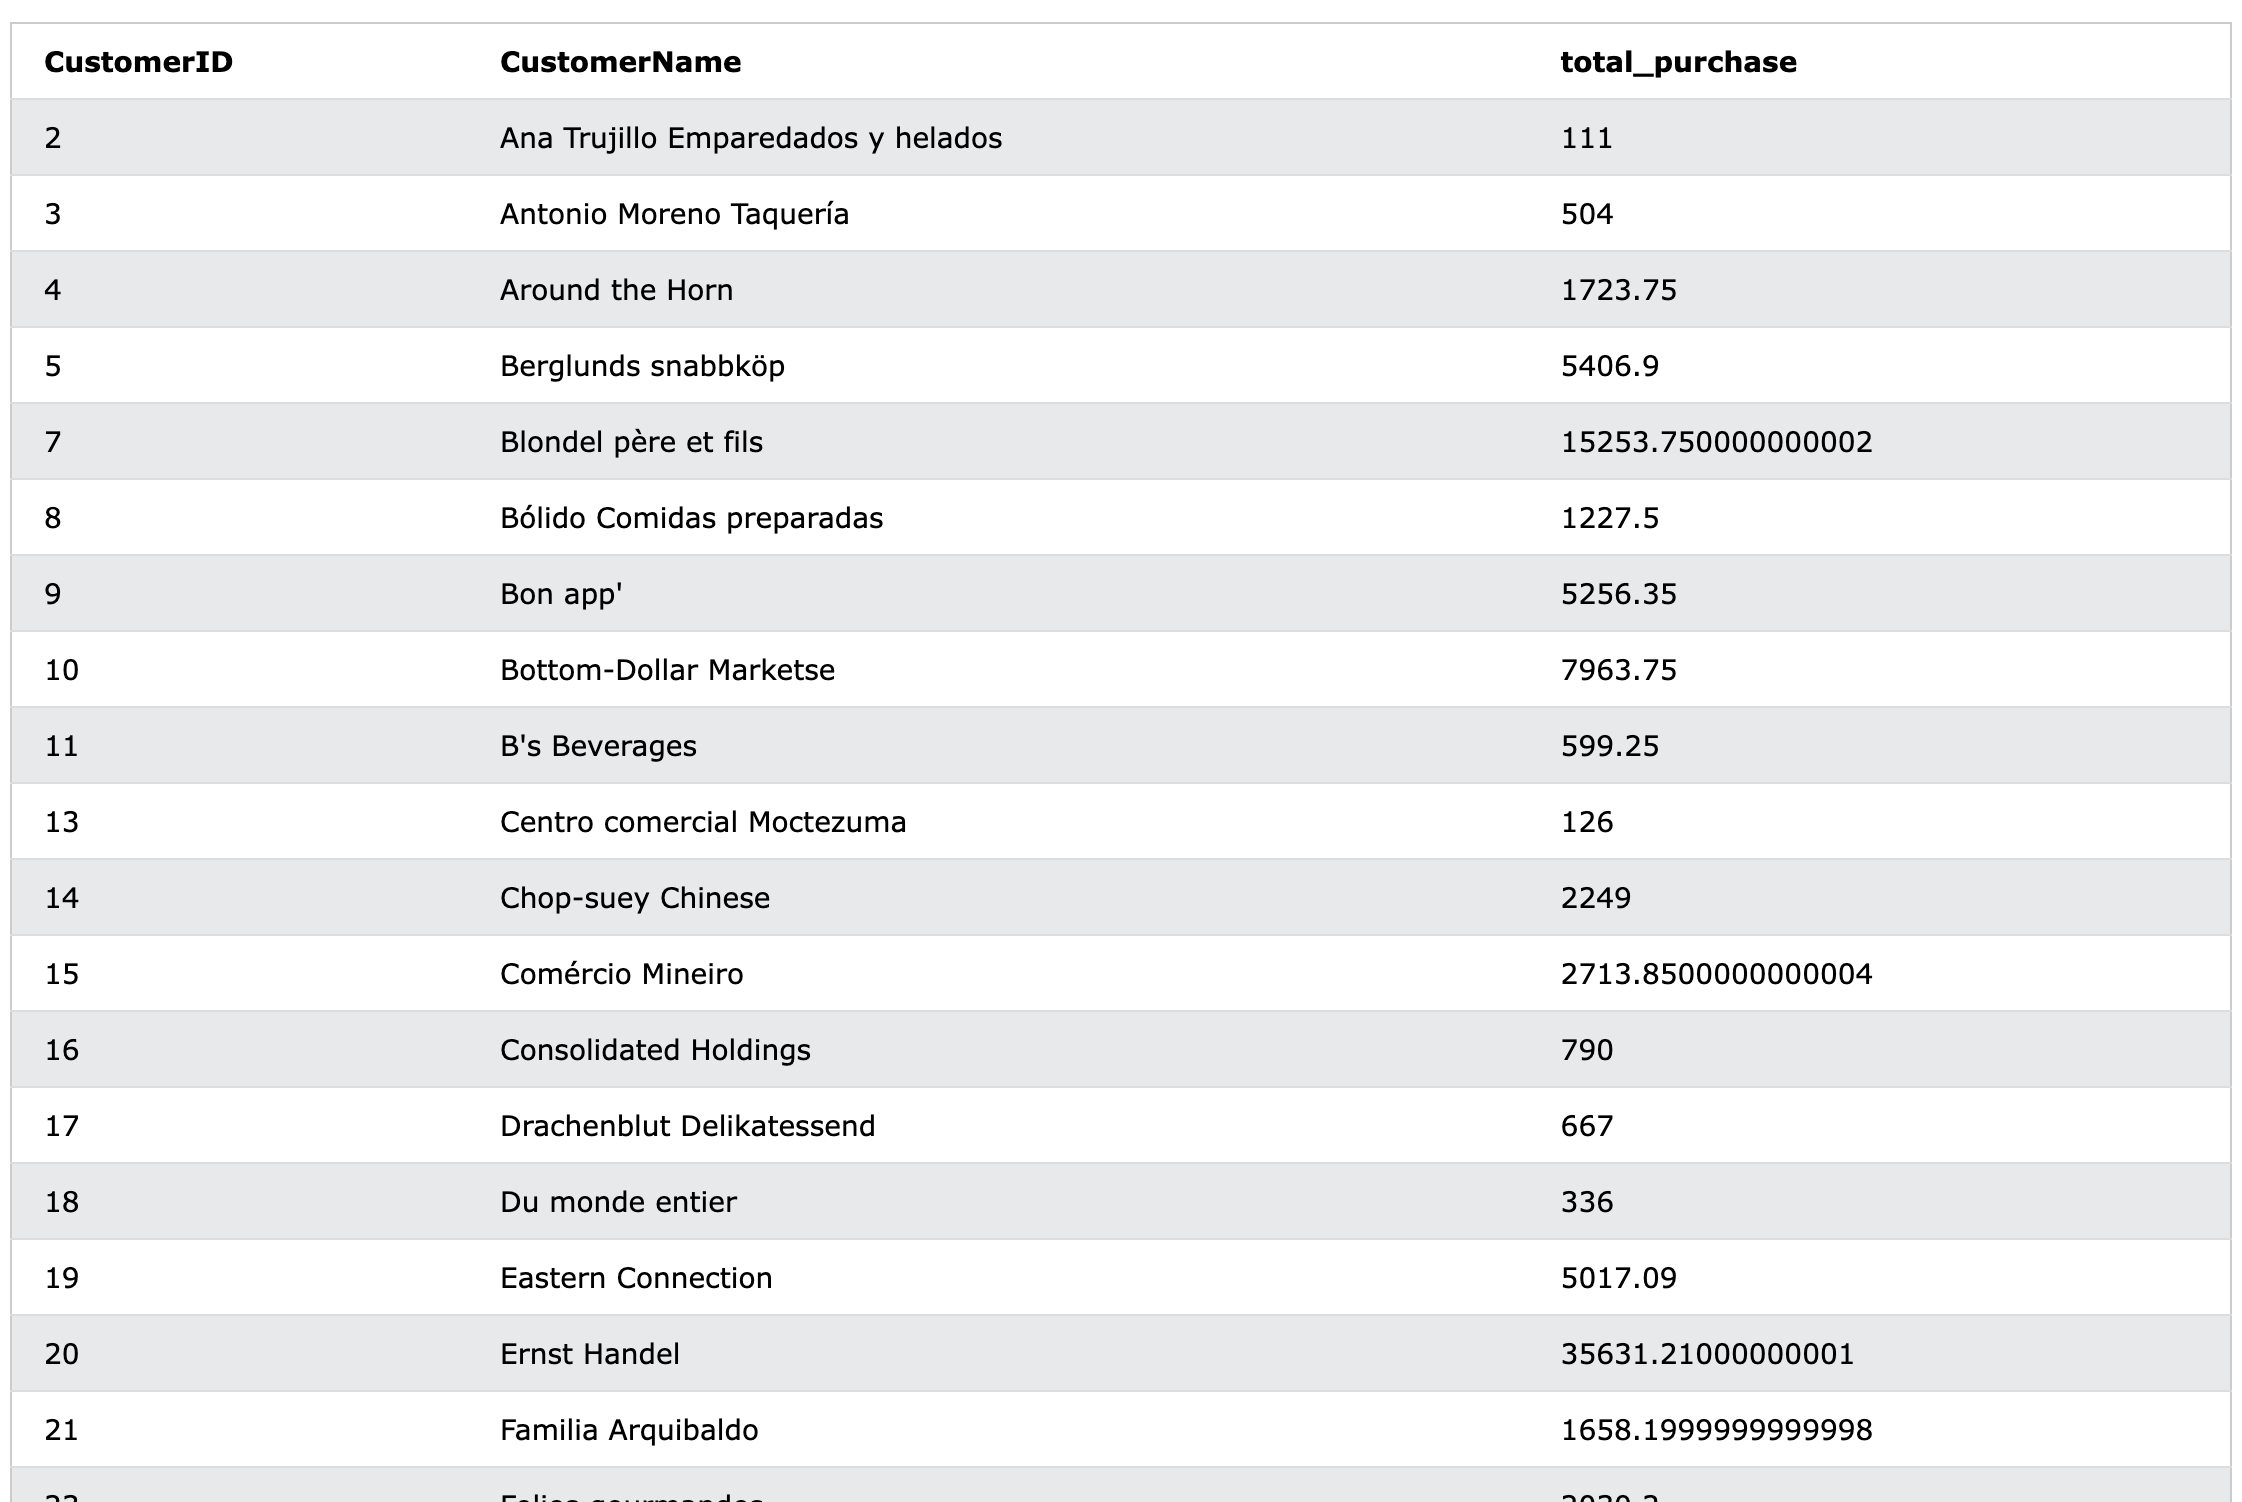 CustomerID CustomerName total_purchase
2 Ana Trujillo Emparedados y helados 111
3 Antonio Moreno Taquería 504
4 Around the Horn 1723.75
5 Berglunds snabbköp 5406.9
7 Blondel père et fils 15253.750000000002
8 Bólido Comidas preparadas 1227.5
9 Bon app' 5256.35
10 Bottom-Dollar Marketse 7963.75
11 B's Beverages 599.25
13 Centro comercial Moctezuma 126
14 Chop-suey Chinese 2249
15 Comércio Mineiro 2713.8500000000004
16 Consolidated Holdings 790
17 Drachenblut Delikatessend 667
18 Du monde entier 336
19 Eastern Connection 5017.09
20 Ernst Handel 35631.21000000001
21 Familia Arquibaldo 1658.1999999999998